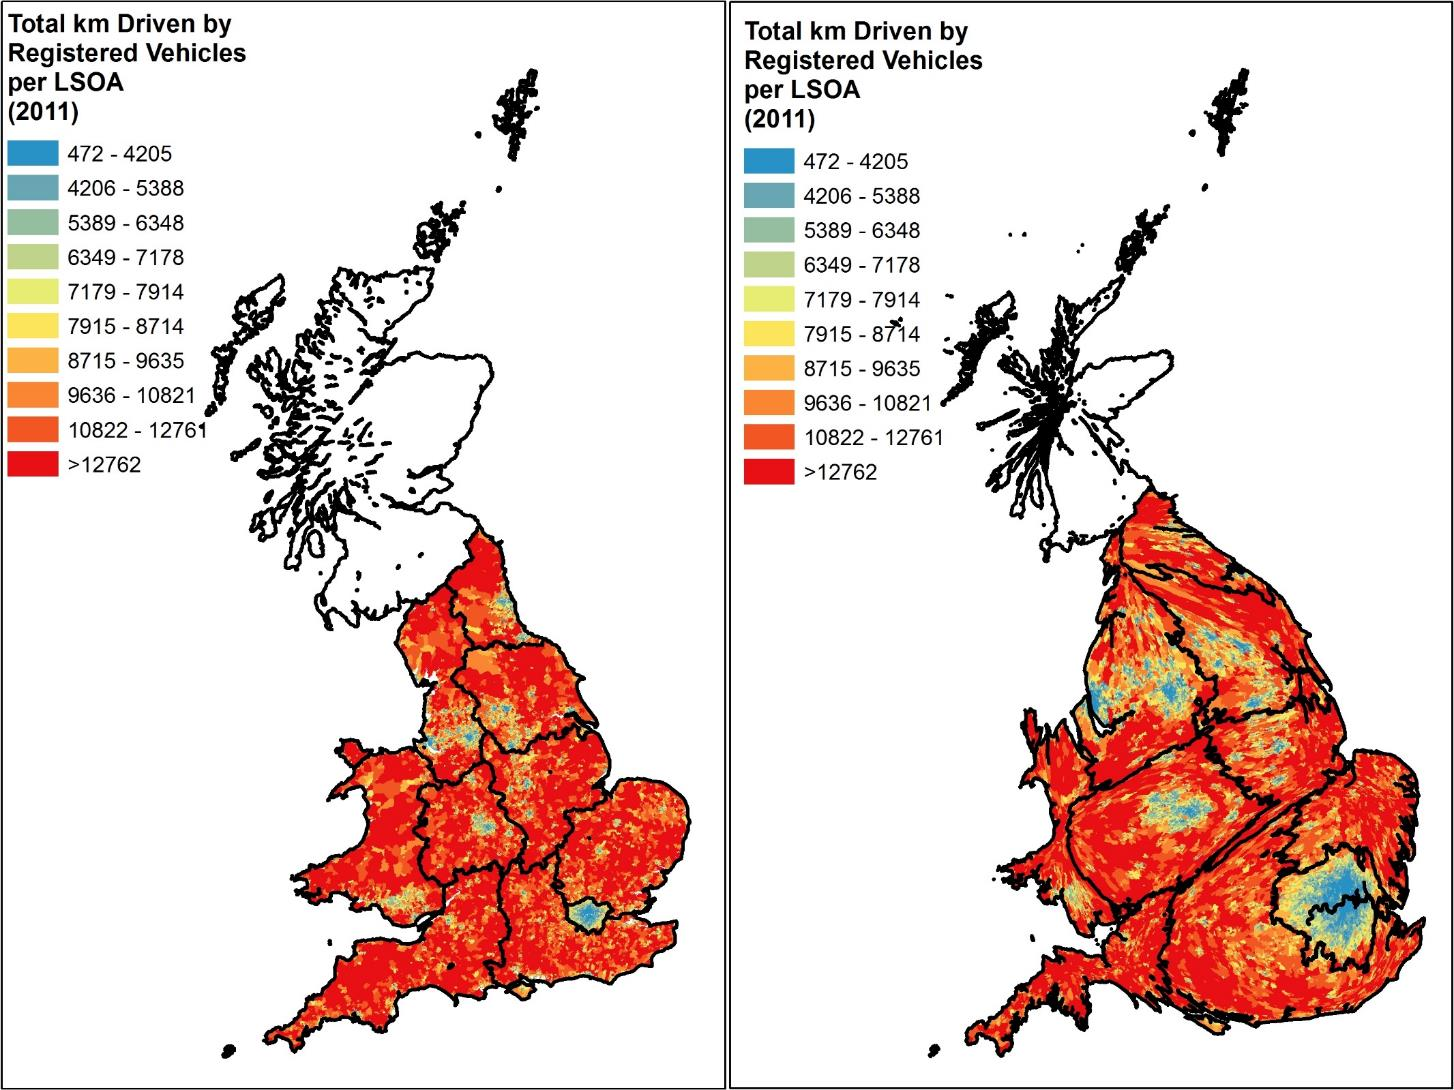 Total km Driven by
Registered Vehicles
per LSOA
(2011)
472 - 4205
4206 - 5388
5389 - 6348
6349 - 7178
7179 - 7914
7915 - 8714
8715 - 9635
9636 - 10821
10822 - 12761
>12762
Total km Driven by
Registered Vehicles
per LSOA
(2011)
472 - 4205
4206 - 5388
5389 - 6348
6349 - 7178
7179 - 7914
7915 - 8714
8715 - 9635
9636 - 10821
10822 - 12761
>12762